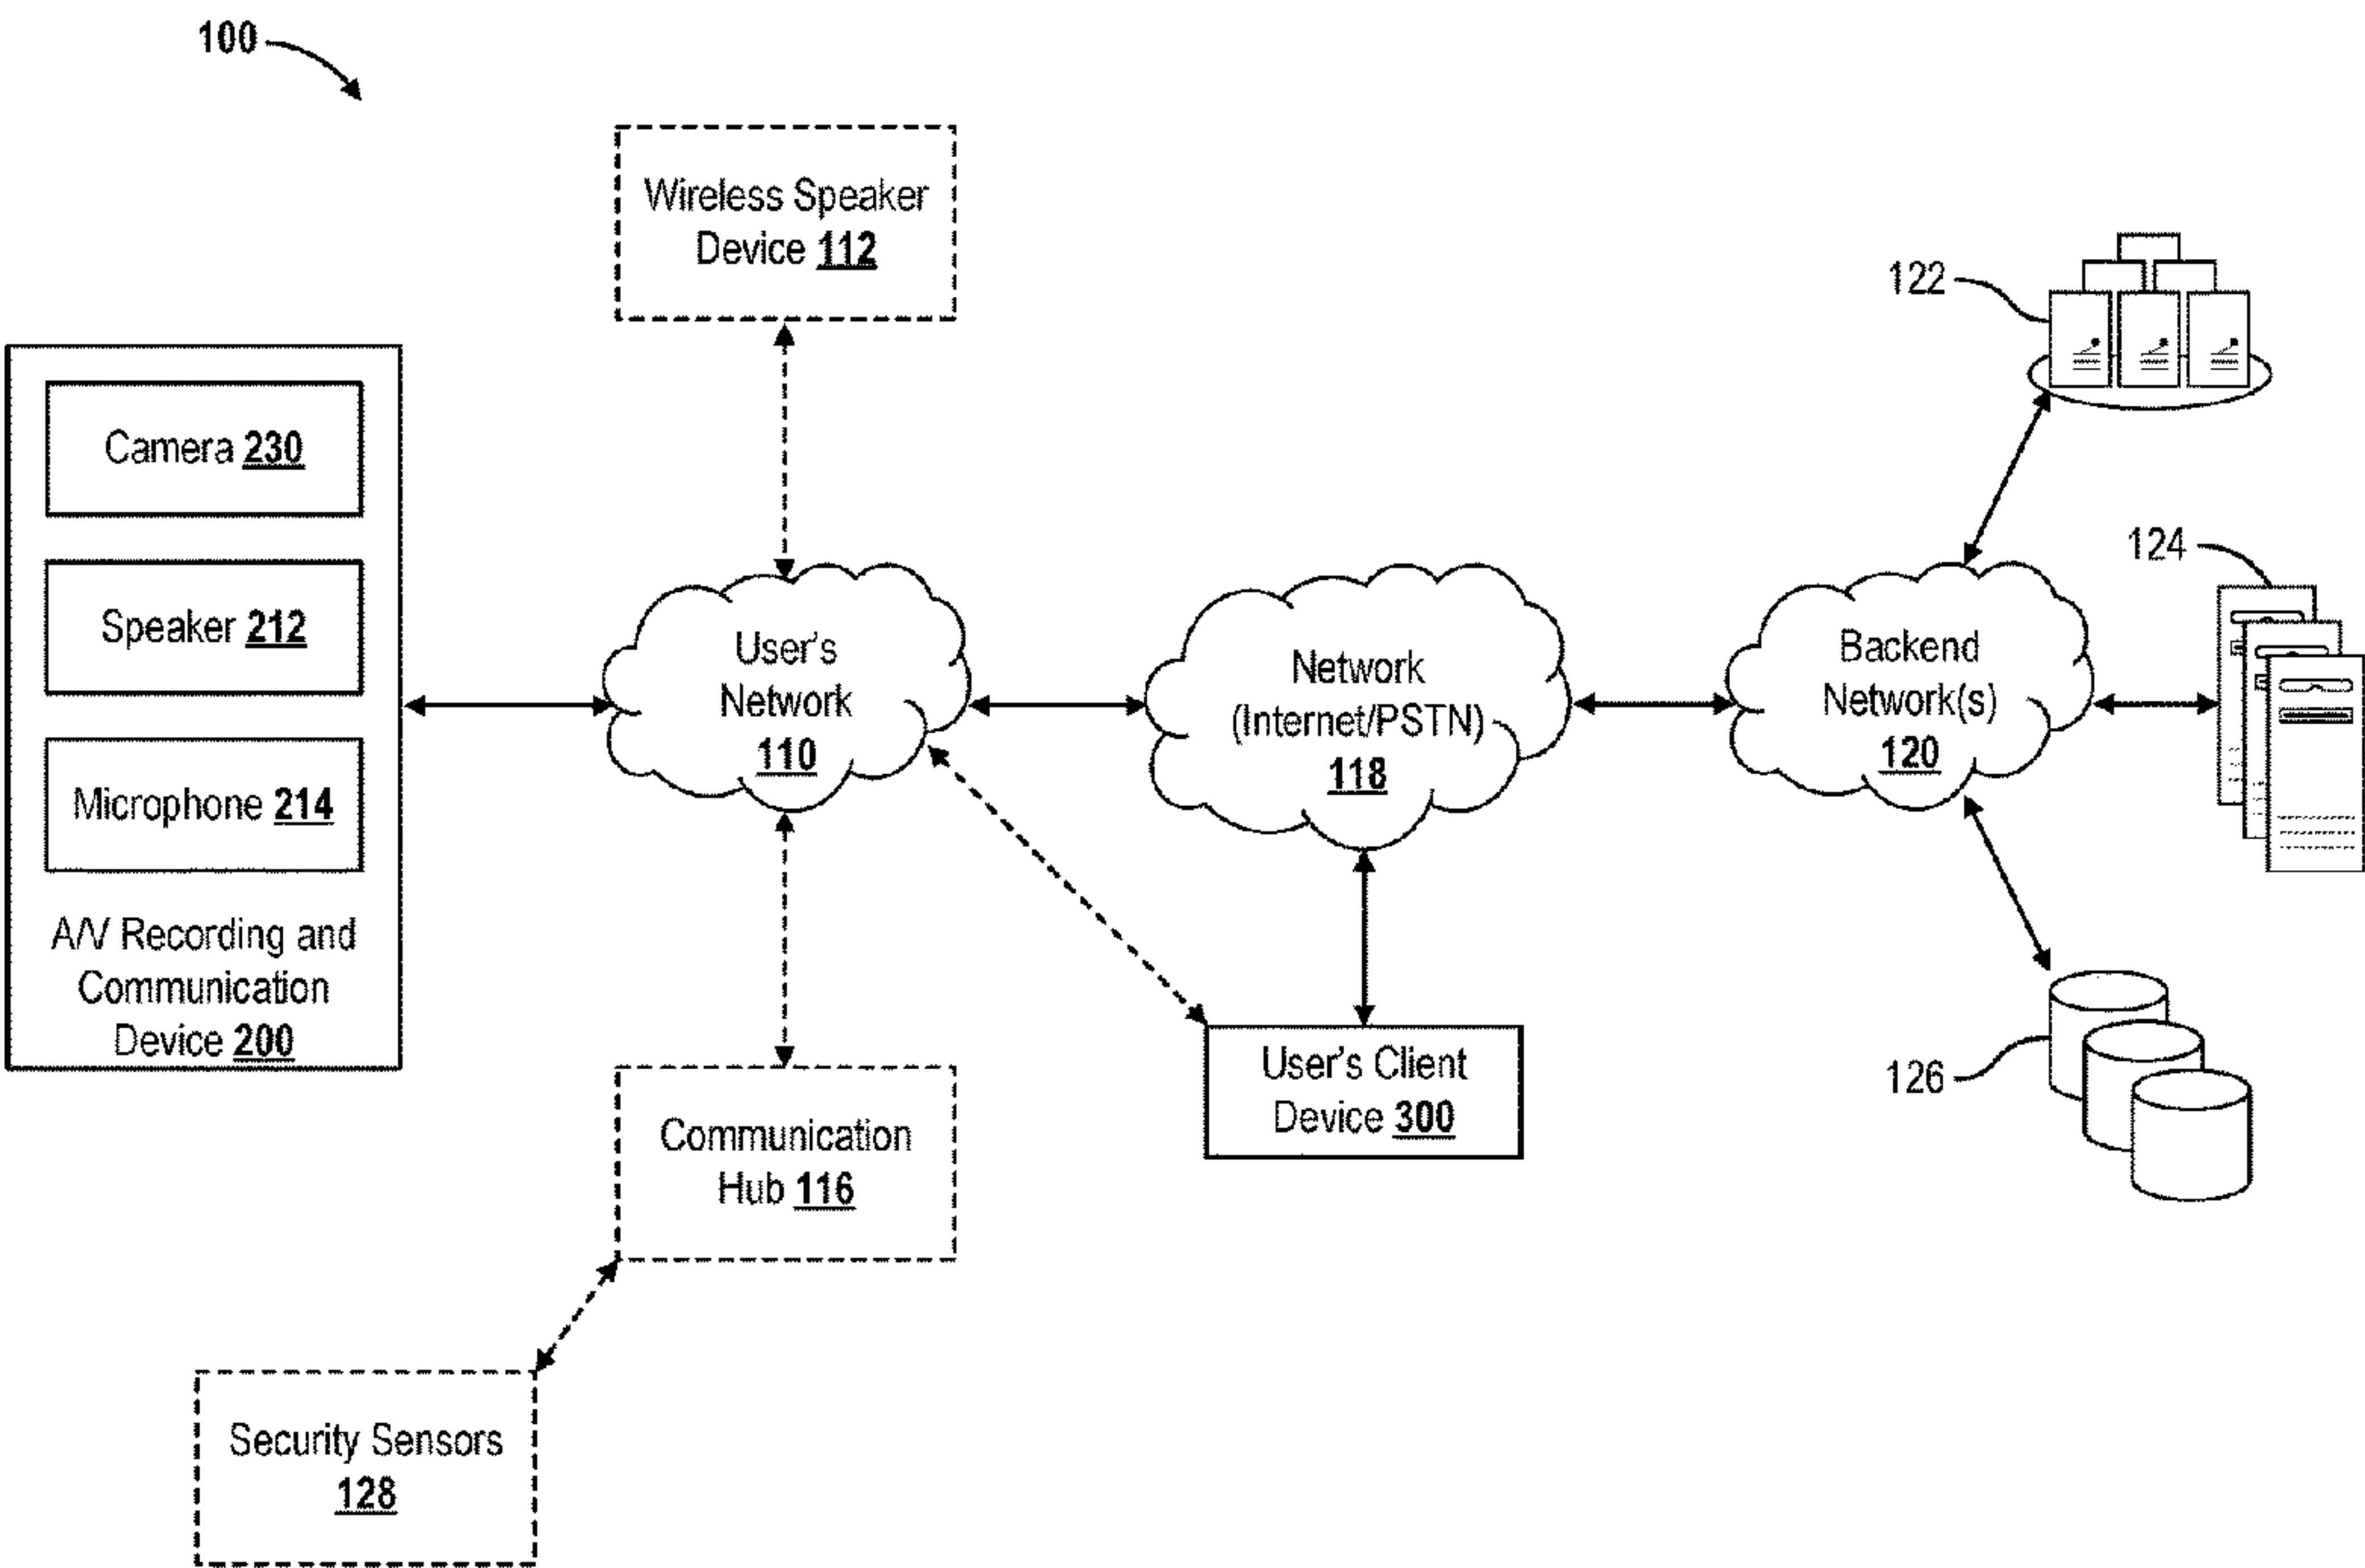 100
Wireless Speaker
Device 112
122
Camera 230
124
Speaker 212
User's
Network
110
Network
(Internet/PSTN)
118
Backend
Network(s)
120
Microphone 214
A/V Recording and
Communication
Device 200
User's Client
Device 300
126
Communication
Hub 116
Security Sensors
128